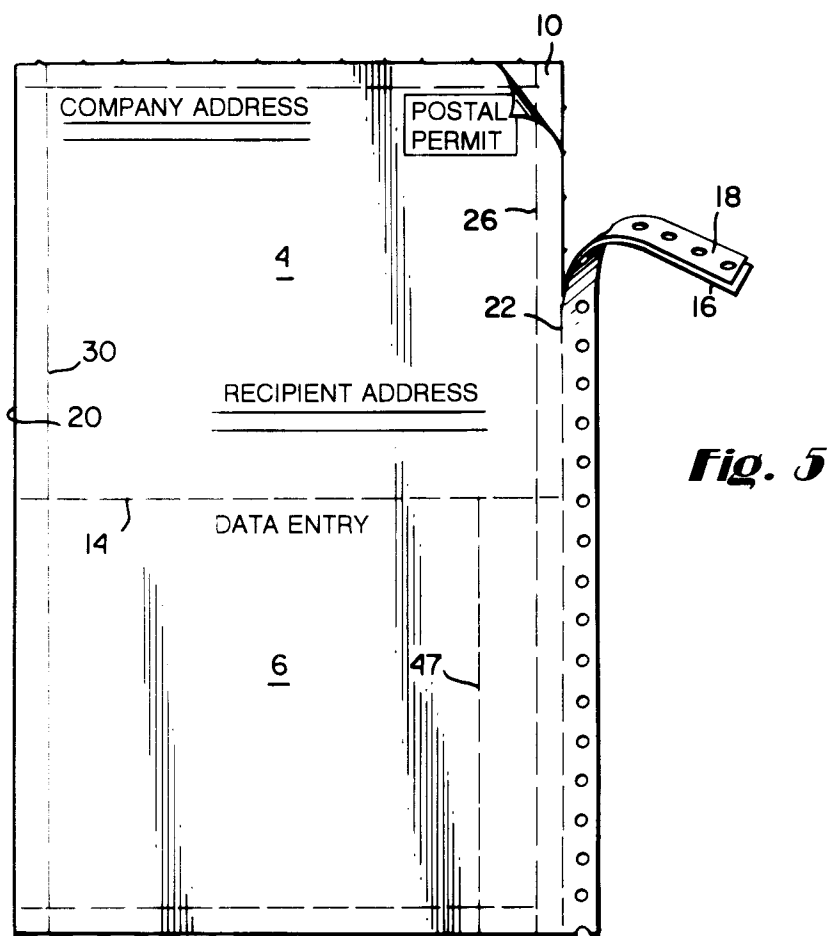 10
COMPANY ADDRESS
POSTAL
PERMIT
26
18
4
16
22
30
RECIPIENT ADDRESS
20
Fig. 5
DATA ENTRY
14
6
47